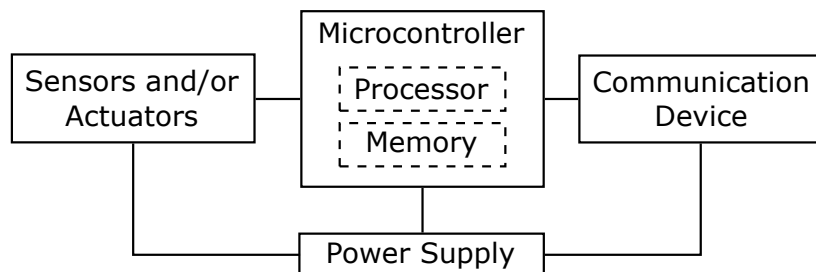 Microcontroller
Sensors and/or
Actuators
Processor
Memory
Communication
Device
Power Supply